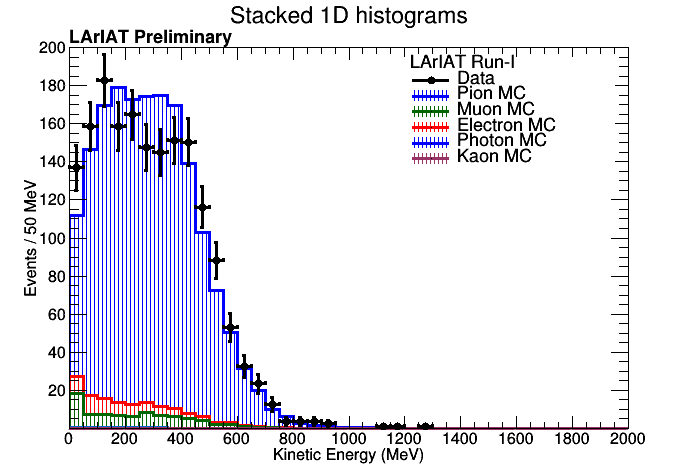 Stacked 1D histograms
LArIAT Preliminary
LArIAT Run-I
Data
Pion MC
Muon MC
Electron MC
Photon MC
Kaon MC
Events / 50 MeV
200
180
160
140
120
100
80
60
40
20
0 200 400 600 800 1000 1200 1400 1600 1800 2000
Kinetic Energy (MeV)